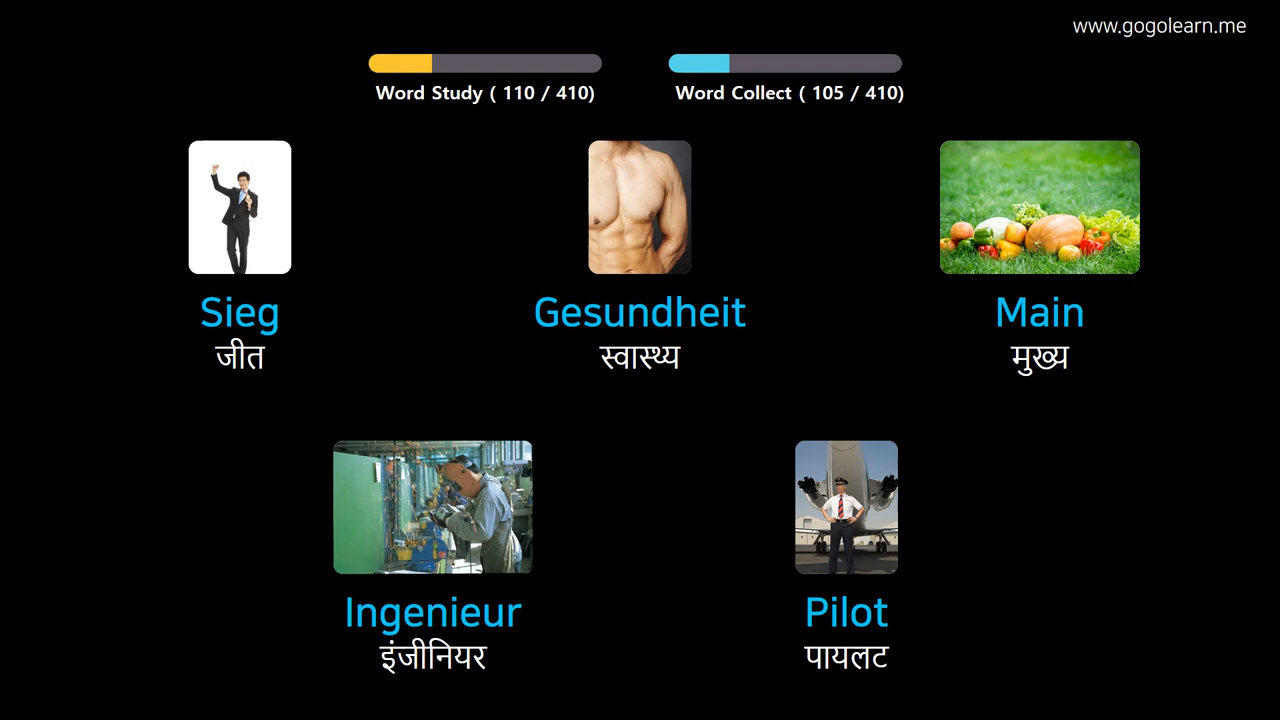 www.gogolearn.me
Word Study ( 110 / 410)
Word Collect ( 105 / 410)
Sieg
जीत
Gesundheit
स्वास्थ्य
Main
मुख्य
Ingenieur
इंजीनियर
Pilot
पायलट